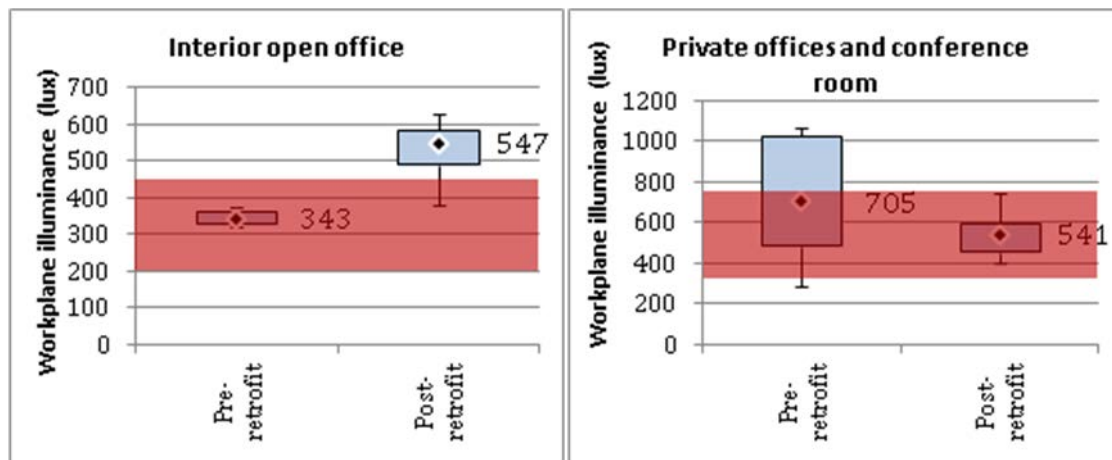 Interior open office
Workplane illuminance (lux)
700
600
500
400
300
200
100
0
343
547
Pre-
retrofit
Post-
retrofit
Private offices and conference
room
Workplane illuminance (lux)
1200
1000
800
600
400
200
0
705
541
Pre-
retrofit
Post-
retrofit